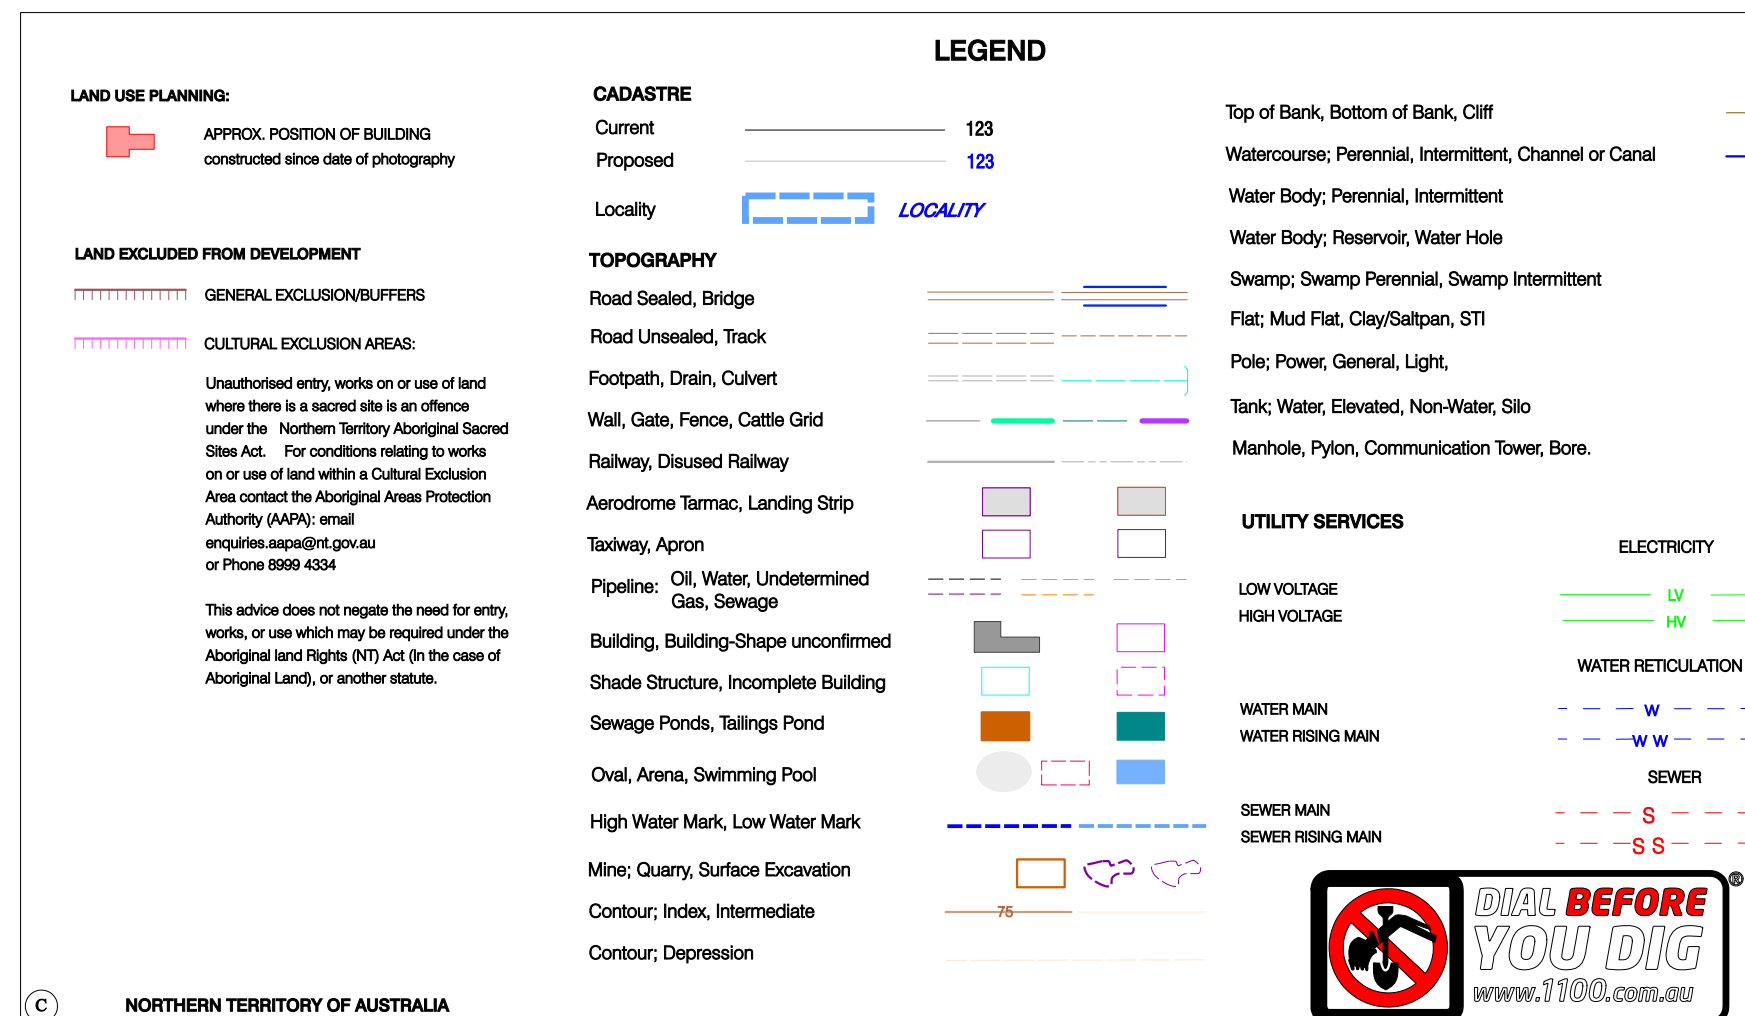 LEGEND
LAND USE PLANNING:
APPROX. POSITION OF BUILDING
constructed since date of photography
LAND EXCLUDED FROM DEVELOPMENT
GENERAL EXCLUSION/BUFFERS
CULTURAL EXCLUSION AREAS:
Unauthorised entry, works on or use of land
where there is a sacred site is an offence
under the Northern Territory Aboriginal Sacred
Sites Act. For conditions relating to works
on or use of land within a Cultural Exclusion
Area contact the Aboriginal Areas Protection
Authority (AAPA): email
enquiries.aapa@nt.gov.au
or Phone 8999 4334
This advice does not negate the need for entry,
works, or use which may be required under the
Aboriginal land Rights (NT) Act (In the case of
Aboriginal Land), or another statute.
C NORTHERN TERRITORY OF AUSTRALIA
CADASTRE
Current 123
Proposed 123
Locality LOCALITY
TOPOGRAPHY
Road Sealed, Bridge
Road Unsealed, Track
Footpath, Drain, Culvert
Wall, Gate, Fence, Cattle Grid
Railway, Disused Railway
Aerodrome Tarmac, Landing Strip
Taxiway, Apron
Pipeline: Oil, Water, Undetermined
Gas, Sewage
Building, Building-Shape unconfirmed
Shade Structure, Incomplete Building
Sewage Ponds, Tailings Pond
Oval, Arena, Swimming Pool
High Water Mark, Low Water Mark
Mine; Quarry, Surface Excavation
Contour; Index, Intermediate 75
Contour; Depression
Top of Bank, Bottom of Bank, Cliff
Watercourse; Perennial, Intermittent, Channel or Canal
Water Body; Perennial, Intermittent
Water Body; Reservoir, Water Hole
Swamp; Swamp Perennial, Swamp Intermittent
Flat; Mud Flat, Clay/Saltpan, STI
Pole; Power, General, Light,
Tank; Water, Elevated, Non-Water, Silo
Manhole, Pylon, Communication Tower, Bore.
UTILITY SERVICES
ELECTRICITY
LOW VOLTAGE LV
HIGH VOLTAGE HV
WATER RETICULATION
WATER MAIN W
WATER RISING MAIN W W
SEWER
SEWER MAIN S
SEWER RISING MAIN S S
DIAL BEFORE ®
YOU DIG
www.1100.com.au